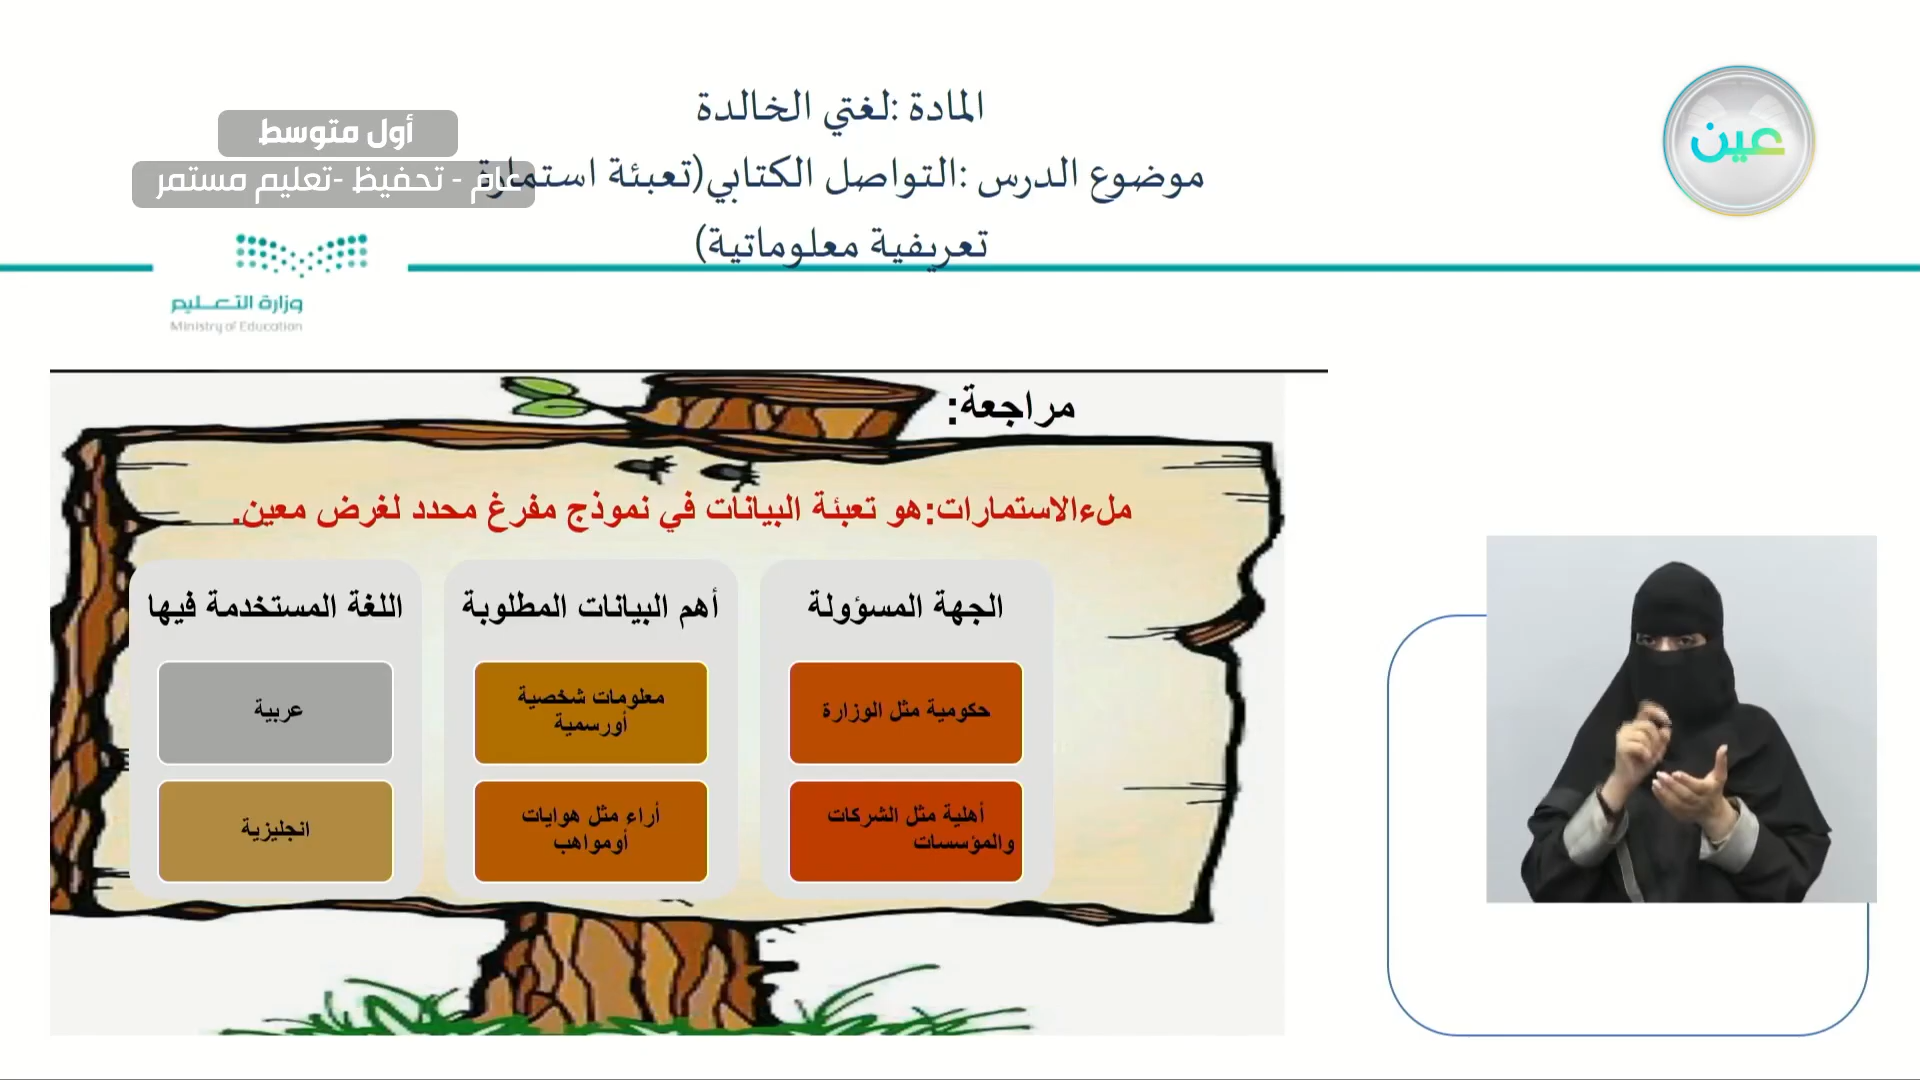 المادة :لغتي الخالدة
موضوع الدرس :التواصل الكتابي(تعبئة استمارة
تعريفية معلوماتية)
أول متوسط
عام - تحفيظ -تعليم مستمر
عين
وزارة التعـــليم
Ministry of Education
مراجعة:
ملءالاستمارات:هو تعبئة البيانات في نموذج مفرغ محدد لغرض معين.
الجهة المسؤولة
حكومية مثل الوزارة
أهلية مثل الشركات
والمؤسسات
أهم البيانات المطلوبة
معلومات شخصية
أورسمية
أراء مثل هوايات
أومواهب
اللغة المستخدمة فيها
عربية
انجليزية